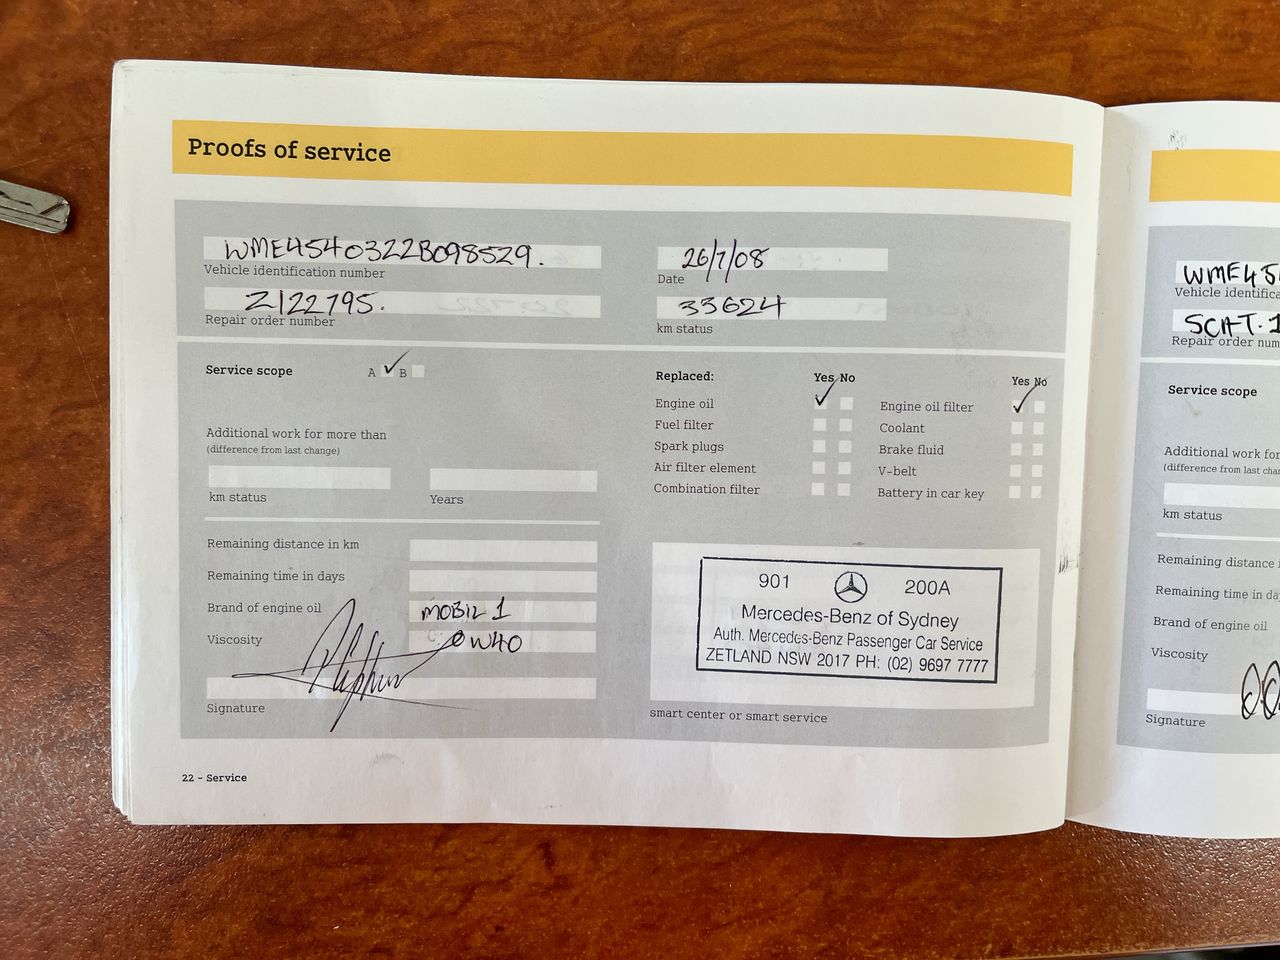 Proofs of service
WME4540322B098529.
Vehicle identification number
26/7/08
Date
Z122795.
Repair order number
33624
km status
Service scope A ✓ B
Additional work for more than
(difference from last change)
km status Years
Remaining distance in km
Remaining time in days
Brand of engine oil MOBIL 1
Viscosity 0W40
Signature
Replaced: Yes No Yes No
Engine oil ✓ Engine oil filter ✓
Fuel filter Coolant
Spark plugs Brake fluid
Air filter element V-belt
Combination filter Battery in car key
901 200A
Mercedes-Benz of Sydney
Auth. Mercedes-Benz Passenger Car Service
ZETLAND NSW 2017 PH: (02) 9697 7777
smart center or smart service
22 - Service
WME45
Vehicle identifica
Repair order num
Service scope
Additional work for
(difference from last cha
km status
Remaining distance
Remaining time in da
Brand of engine oil
Viscosity
Signature